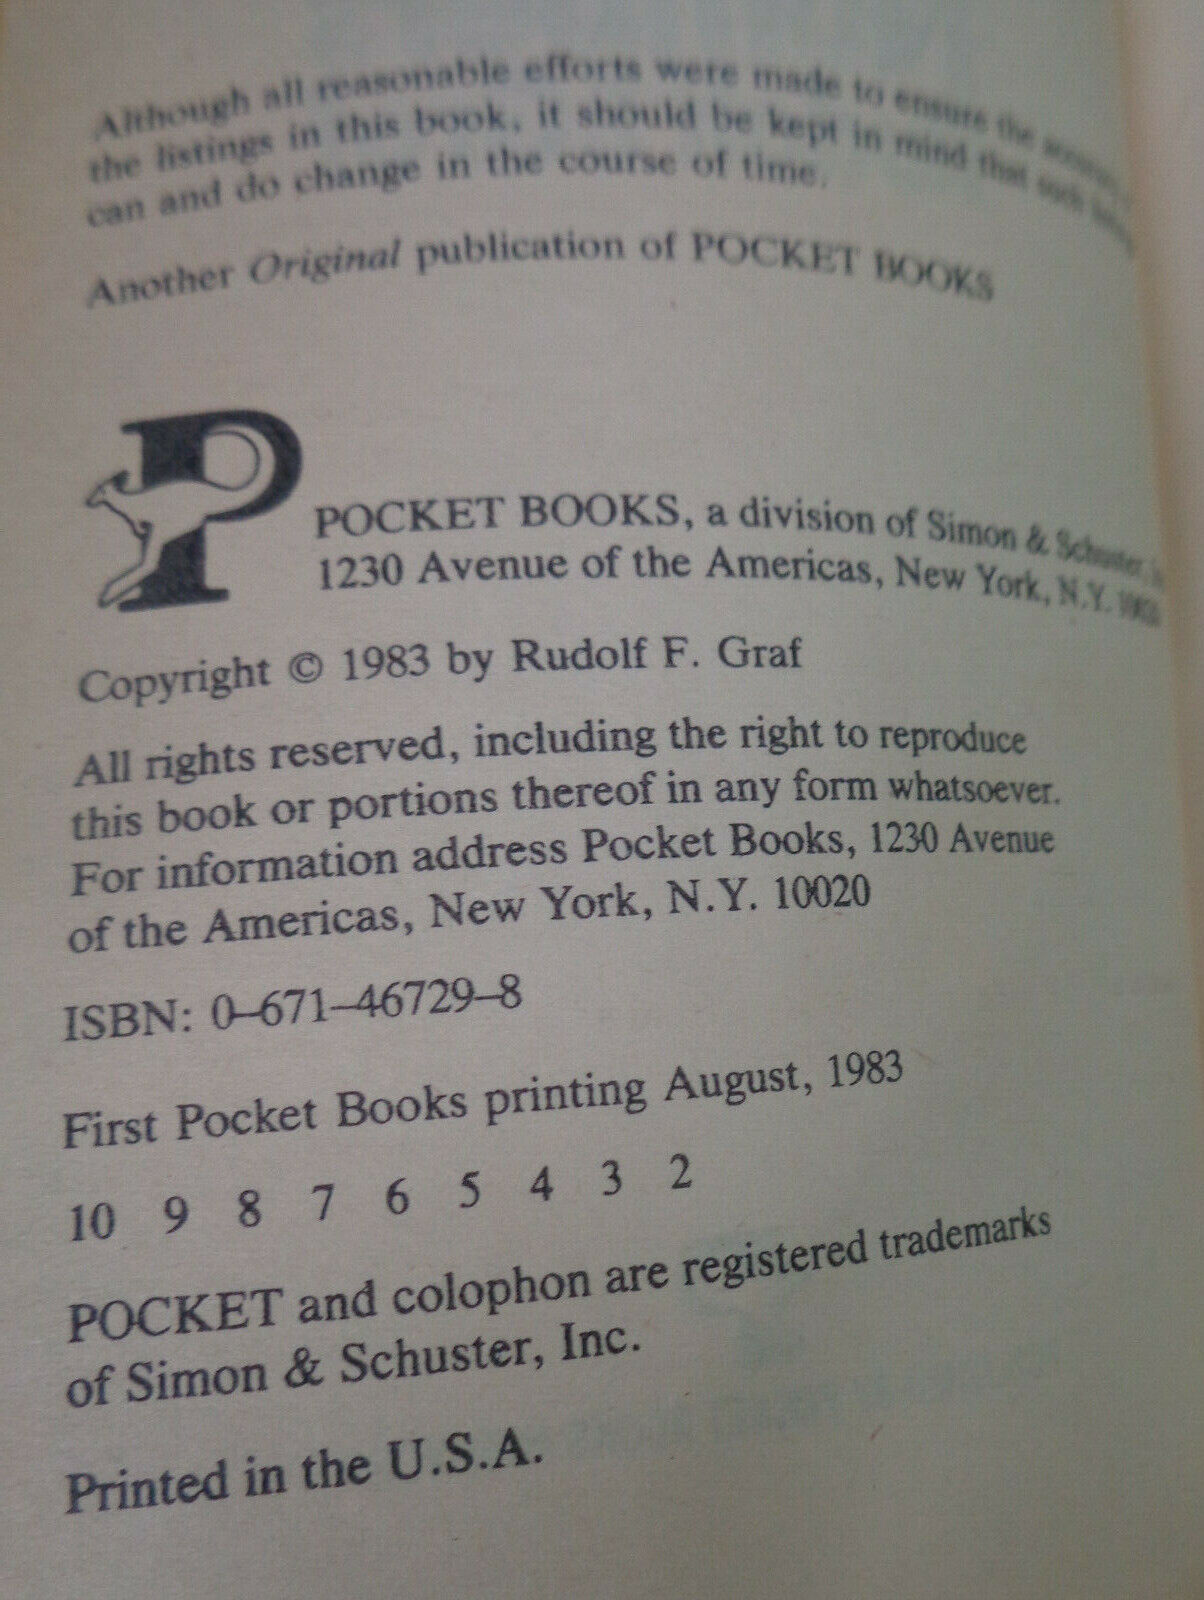 Although all reasonable efforts were made to ensure the
the listings in this book, it should be kept in mind that such
can and do change in the course of time.
Another Original publication of POCKET BOOKS
P
POCKET BOOKS, a division of Simon & Schuster,
1230 Avenue of the Americas, New York, N.Y.
Copyright © 1983 by Rudolf F. Graf
All rights reserved, including the right to reproduce
this book or portions thereof in any form whatsoever.
For information address Pocket Books, 1230 Avenue
of the Americas, New York, N.Y. 10020
ISBN: 0–671–46729–8
First Pocket Books printing August, 1983
10 9 8 7 6 5 4 3 2
POCKET and colophon are registered trademarks
of Simon & Schuster, Inc.
Printed in the U.S.A.